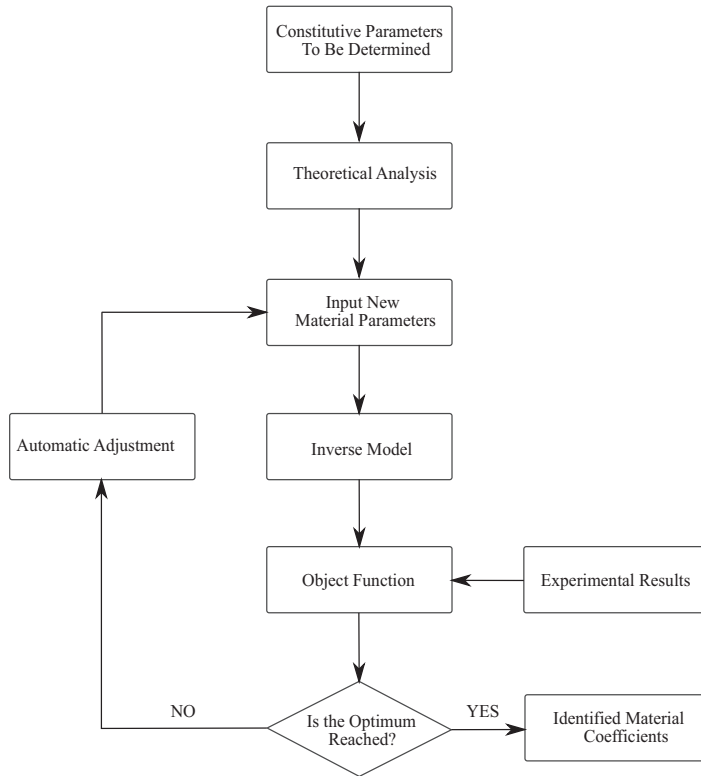 Constitutive Parameters
To Be Determined
Theoretical Analysis
Input New
Material Parameters
Automatic Adjustment
Inverse Model
Object Function
Experimental Results
NO
Is the Optimum
Reached?
YES
Identified Material
Coefficients